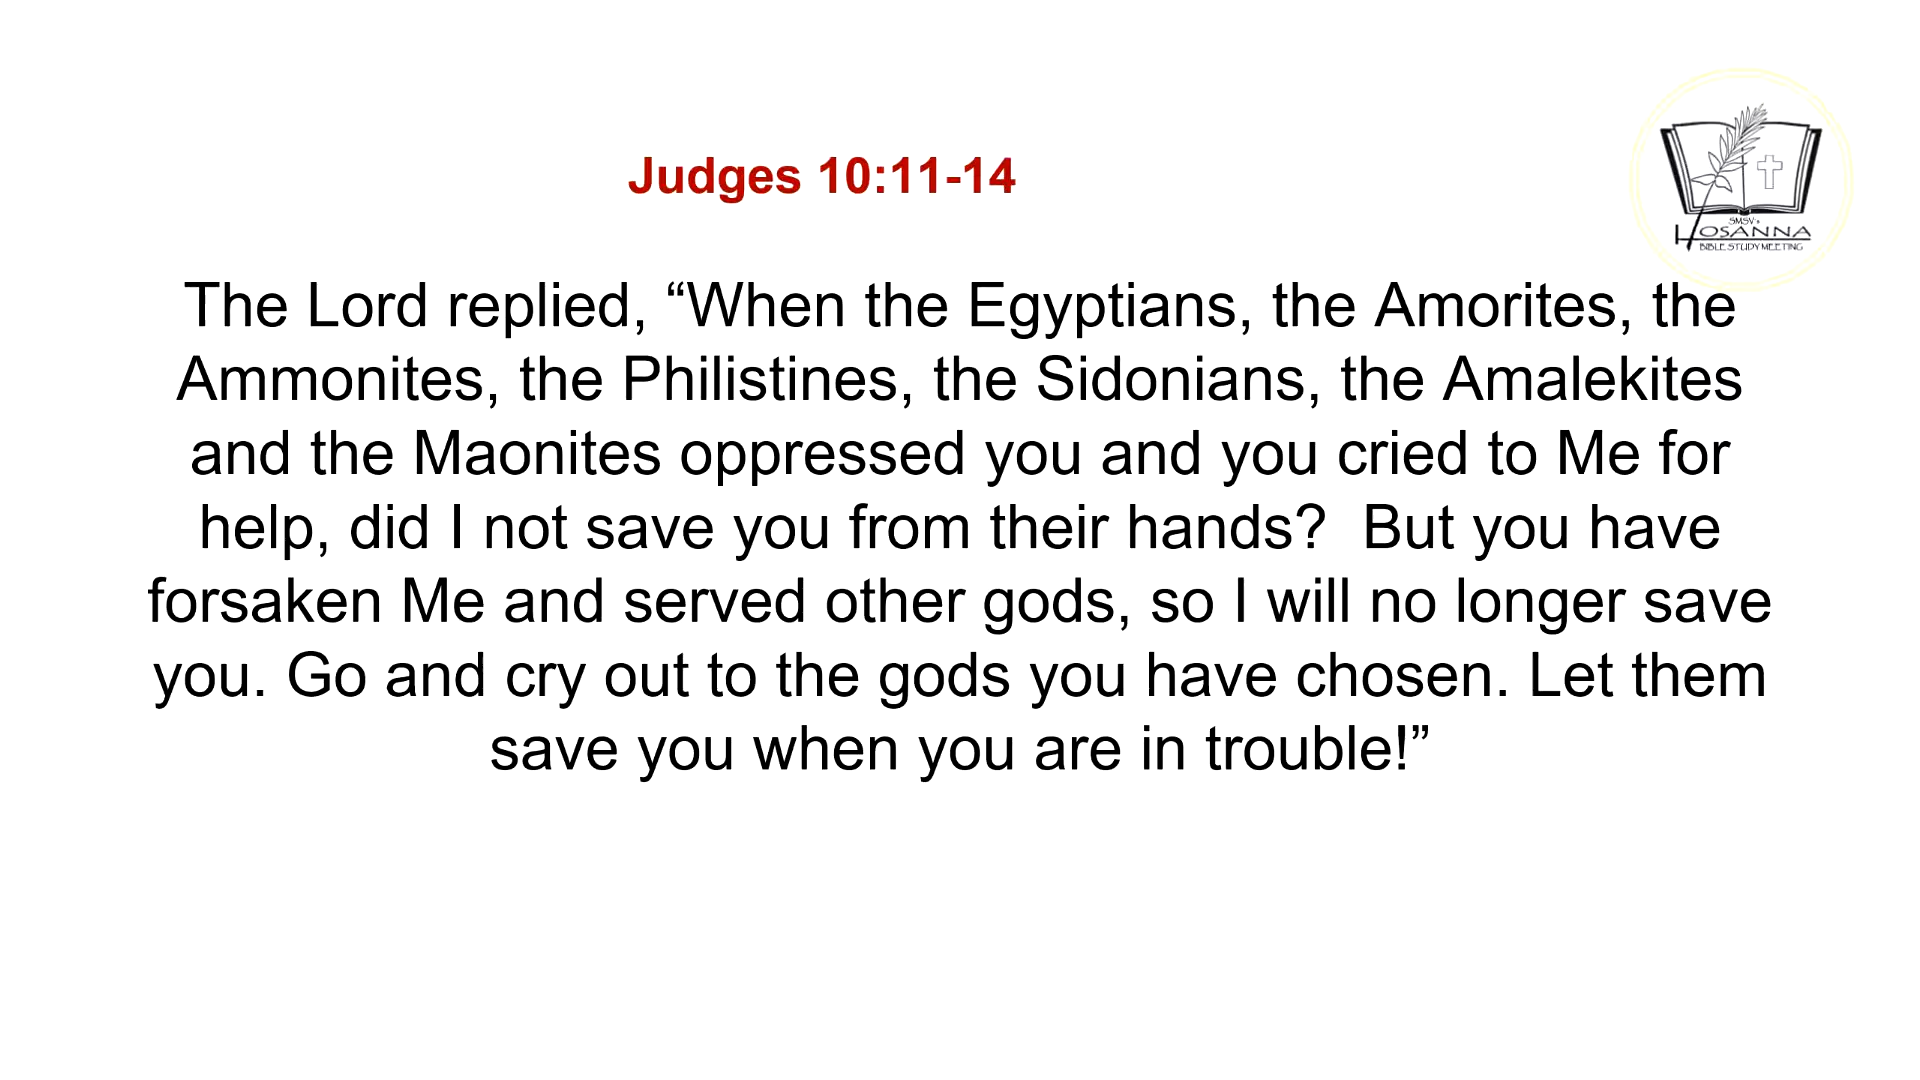 Judges 10:11-14
SMSV's
HOSANNA
BIBLE STUDY MEETING
The Lord replied, “When the Egyptians, the Amorites, the
Ammonites, the Philistines, the Sidonians, the Amalekites
and the Maonites oppressed you and you cried to Me for
help, did I not save you from their hands?  But you have
forsaken Me and served other gods, so I will no longer save
you. Go and cry out to the gods you have chosen. Let them
save you when you are in trouble!”